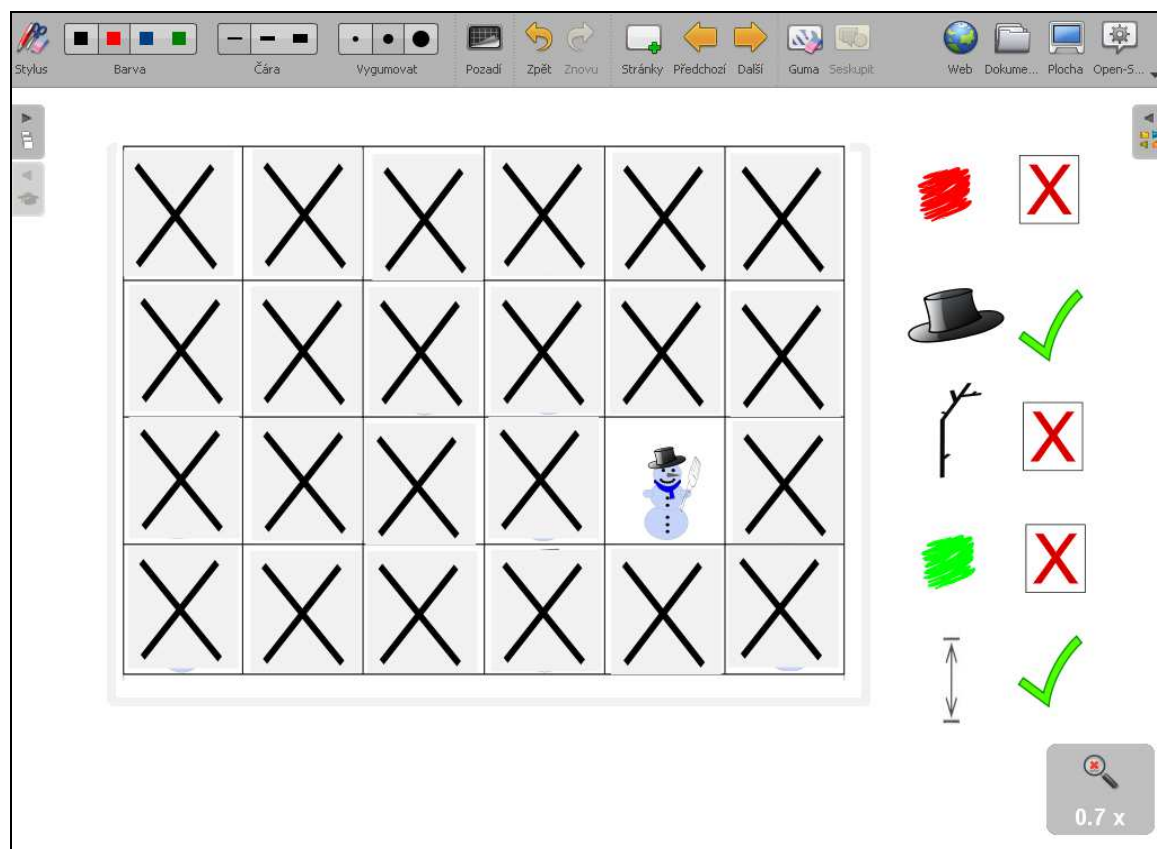 Stylus Barva Čára Vygumovat Pozadí Zpět Znovu Stránky Předchozí Další Guma Seskupit Web Dokume... Plocha Open-S...
X
X
X
0.7 x